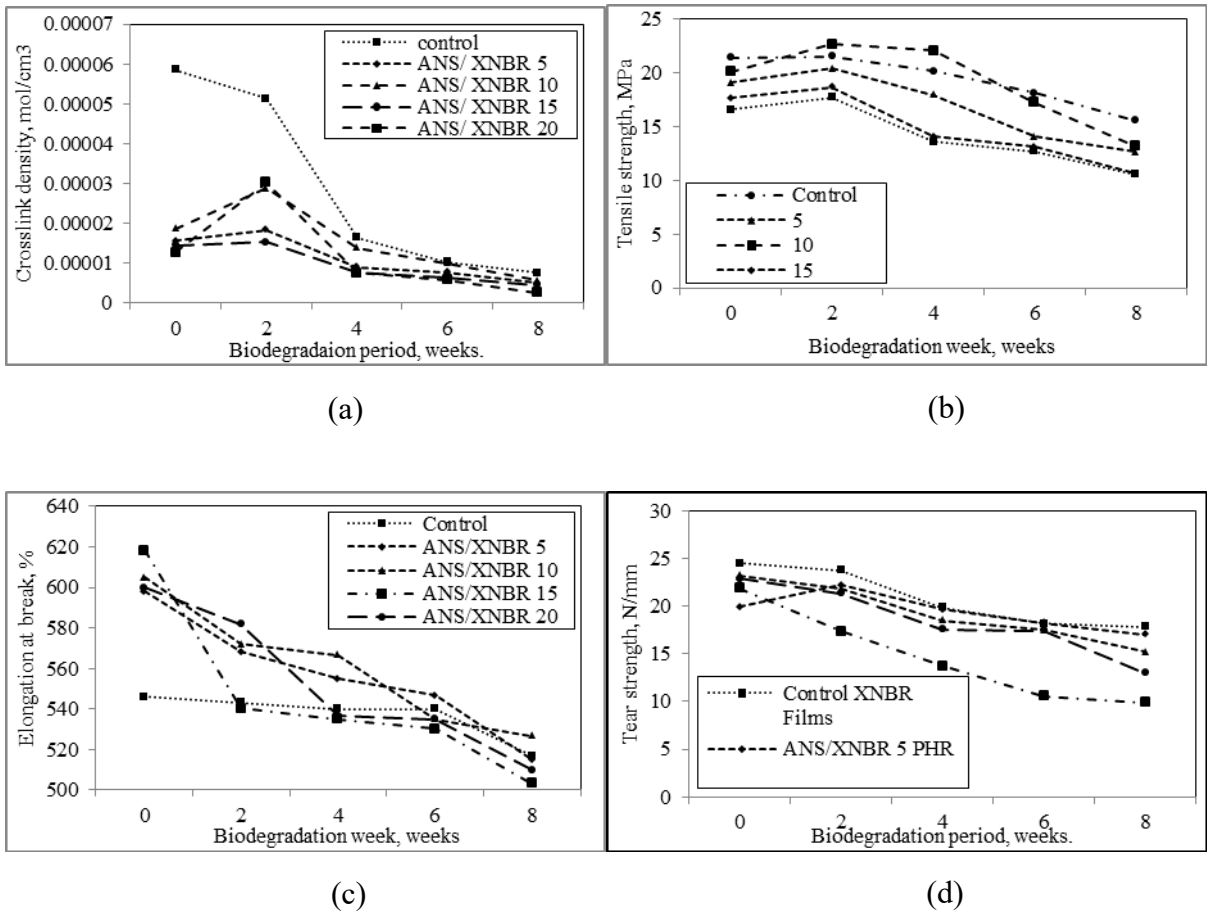 0.00007
0.00006
0.00005
0.00004
0.00003
0.00002
0.00001
0
Crosslink density, mol/cm3
control
ANS/ XNBR 5
ANS/ XNBR 10
ANS/ XNBR 15
ANS/ XNBR 20
0 2 4 6 8
Biodegradaion period, weeks.
(a)
25
20
15
10
5
0
Tensile strength, MPa
Control
5
10
15
0 2 4 6 8
Biodegradation week, weeks
(b)
640
620
600
580
560
540
520
500
Elongation at break, %
Control
ANS/XNBR 5
ANS/XNBR 10
ANS/XNBR 15
ANS/XNBR 20
0 2 4 6 8
Biodegradation week, weeks
(c)
30
25
20
15
10
5
0
Tear strength, N/mm
Control XNBR
Films
ANS/XNBR 5 PHR
0 2 4 6 8
Biodegradation period, weeks.
(d)